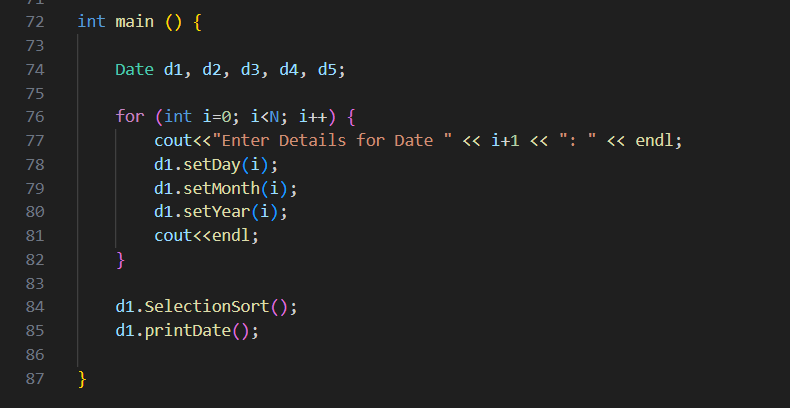 71
72 int main () {
73
74 Date d1, d2, d3, d4, d5;
75
76 for (int i=0; i<N; i++) {
77 cout<<"Enter Details for Date " << i+1 << ": " << endl;
78 d1.setDay(i);
79 d1.setMonth(i);
80 d1.setYear(i);
81 cout<<endl;
82 }
83
84 d1.SelectionSort();
85 d1.printDate();
86
87 }